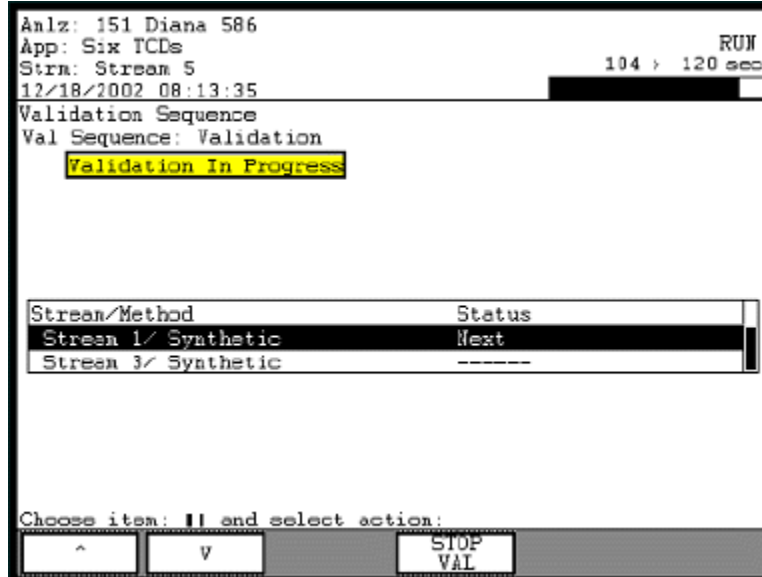 Anlz: 151 Diana 586
App: Six TCDs
RUN
Strm: Stream 5
104 > 120 sec
12/18/2002 08:13:35
Validation Sequence
Val Sequence: Validation
Validation In Progress
Stream/Method Status
Stream 1/ Synthetic Next
Stream 3/ Synthetic ------
Choose item: || and select action:
^ V STOP VAL